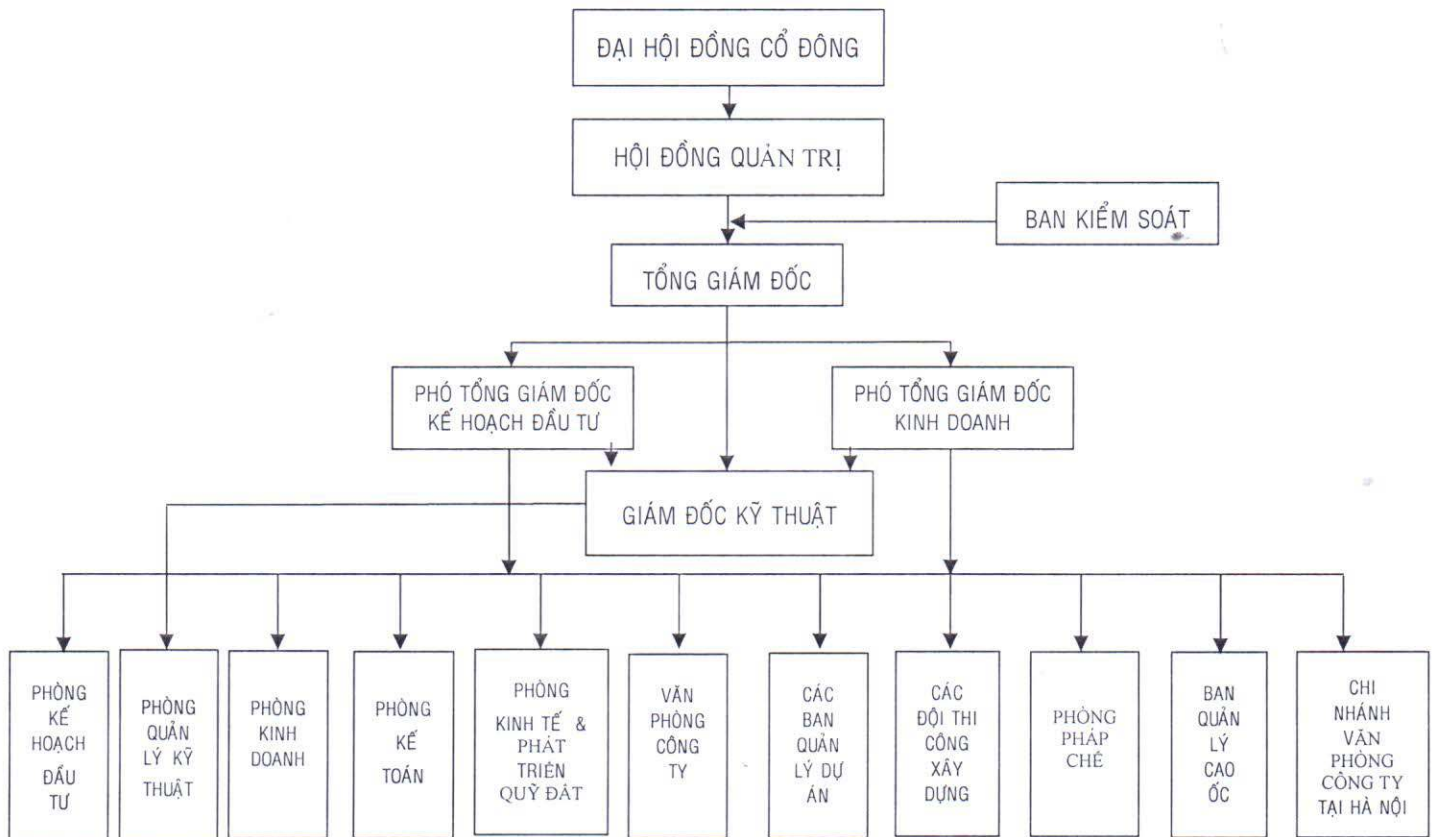 ĐẠI HỘI ĐỒNG CỔ ĐÔNG
HỘI ĐỒNG QUẢN TRỊ
BAN KIỂM SOÁT
TỔNG GIÁM ĐỐC
PHÓ TỔNG GIÁM ĐỐC
KẾ HOẠCH ĐẦU TƯ
PHÓ TỔNG GIÁM ĐỐC
KINH DOANH
GIÁM ĐỐC KỸ THUẬT
PHÒNG
KẾ
HOẠCH
ĐẦU
TƯ
PHÒNG
QUẢN
LÝ KỸ
THUẬT
PHÒNG
KINH
DOANH
PHÒNG
KẾ
TOÁN
PHÒNG
KINH TẾ &
PHÁT
TRIÊN
QUỸ ĐẤT
VĂN
PHÒNG
CÔNG
TY
CÁC
BAN
QUẢN
LÝ DỰ
ÁN
CÁC
ĐỘI THI
CÔNG
XÂY
DỰNG
PHÒNG
PHÁP
CHẾ
BAN
QUẢN
LÝ
CAO
ỐC
CHI
NHÁNH
VĂN
PHÒNG
CÔNG TY
TẠI HÀ NỘI